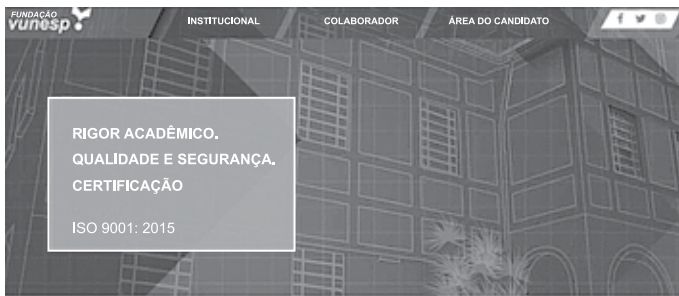 FUNDAÇÃO
vunesp
INSTITUCIONAL COLABORADOR ÁREA DO CANDIDATO
RIGOR ACADÊMICO.
QUALIDADE E SEGURANÇA.
CERTIFICAÇÃO
ISO 9001: 2015